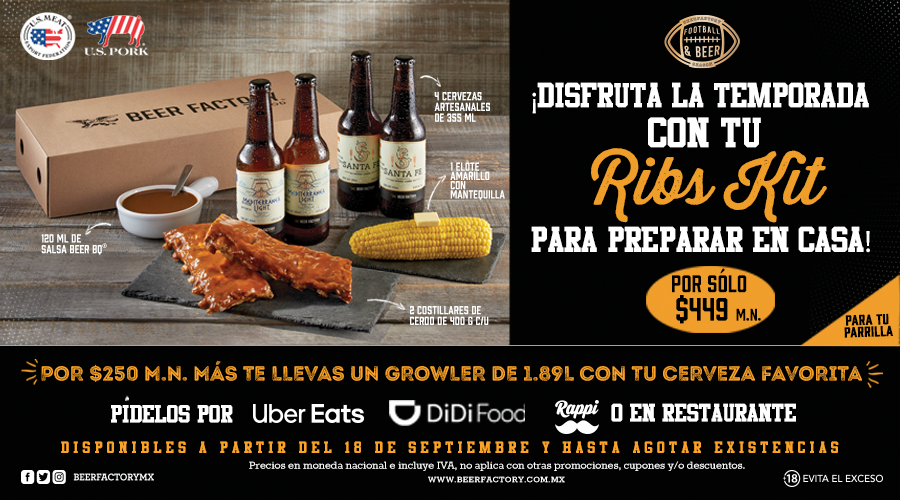 U.S. MEAT
EXPORT FEDERATION
U.S. PORK
BEER FACTORY
4 CERVEZAS
ARTESANALES
DE 355 ML
1 ELOTE
AMARILLO
CON
MANTEQUILLA
SANTA FE
SANTA FE
MEDITERRANEA
LIGHT
MEDITERRANEA
LIGHT
120 ML DE
SALSA BEER BQ®
2 COSTILLARES DE
CERDO DE 400 G C/U
BEERFACTORY
FOOTBALL
& BEER
SEASON
¡DISFRUTA LA TEMPORADA
CON TU
Ribs Kit
PARA PREPARAR EN CASA!
POR SÓLO
$449 M.N.
PARA TU
PARRILLA
POR $250 M.N. MÁS TE LLEVAS UN GROWLER DE 1.89L CON TU CERVEZA FAVORITA
PÍDELOS POR Uber Eats DiDi Food Rappi O EN RESTAURANTE
DISPONIBLES A PARTIR DEL 18 DE SEPTIEMBRE Y HASTA AGOTAR EXISTENCIAS
Precios en moneda nacional e incluye IVA, no aplica con otras promociones, cupones y/o descuentos.
BEERFACTORYMX
WWW.BEERFACTORY.COM.MX
-18 EVITA EL EXCESO